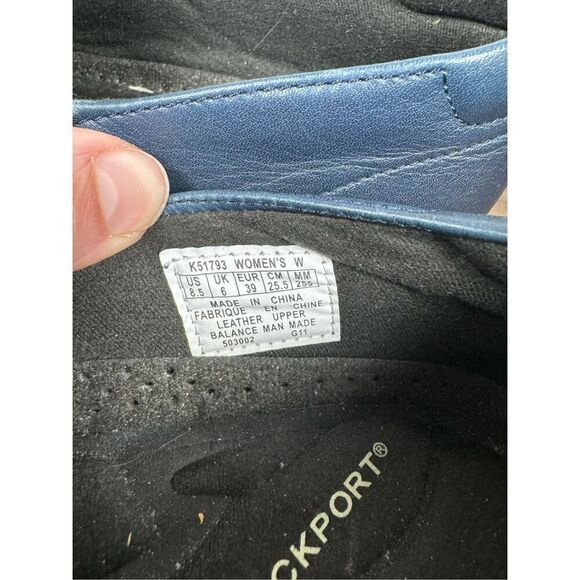 K51793 WOMEN'S W
US UK EUR CM MM
8.5 6 39 25.5 255
MADE IN CHINA
FABRIQUE EN CHINE
LEATHER UPPER
BALANCE MAN MADE
503002 G11
CKPORT®